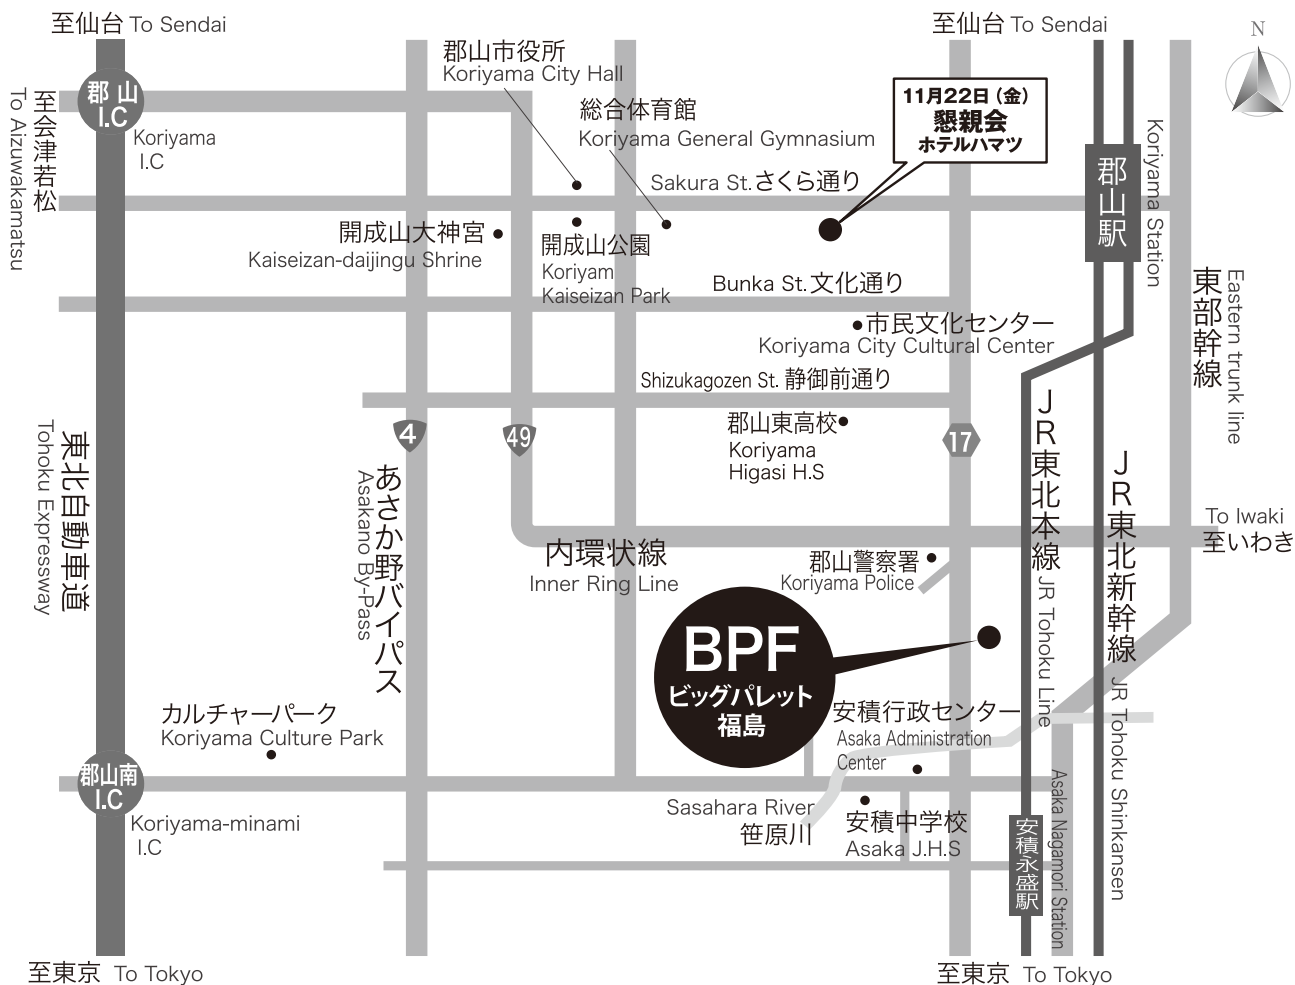 至仙台 To Sendai
至仙台 To Sendai
N
郡山市役所
Koriyama City Hall
郡 山
I.C
Koriyama
I.C
至会津若松
To Aizuwakamatsu
総合体育館
Koriyama General Gymnasium
11月22日（金）
懇親会
ホテルハマツ
郡山駅
Koriyama Station
Sakura St.さくら通り
開成山大神宮
Kaiseizan-daijingu Shrine
開成山公園
Koriyam
Kaiseizan Park
Bunka St.文化通り
東部幹線
Eastern trunk line
市民文化センター
Koriyama City Cultural Center
Shizukagozen St. 静御前通り
郡山東高校
Koriyama
Higasi H.S
4
49
17
東北自動車道
Tohoku Expressway
あさか野バイパス
Asakano By-Pass
JR東北本線
JR Tohoku Line
JR東北新幹線
JR Tohoku Shinkansen
To Iwaki
至いわき
内環状線
Inner Ring Line
郡山警察署
Koriyama Police
BPF
ビッグパレット
福島
カルチャーパーク
Koriyama Culture Park
安積行政センター
Asaka Administration
Center
郡山南
I.C
Koriyama-minami
I.C
Sasahara River
笹原川
安積中学校
Asaka J.H.S
安積永盛駅
Asaka Nagamori Station
至東京 To Tokyo
至東京 To Tokyo